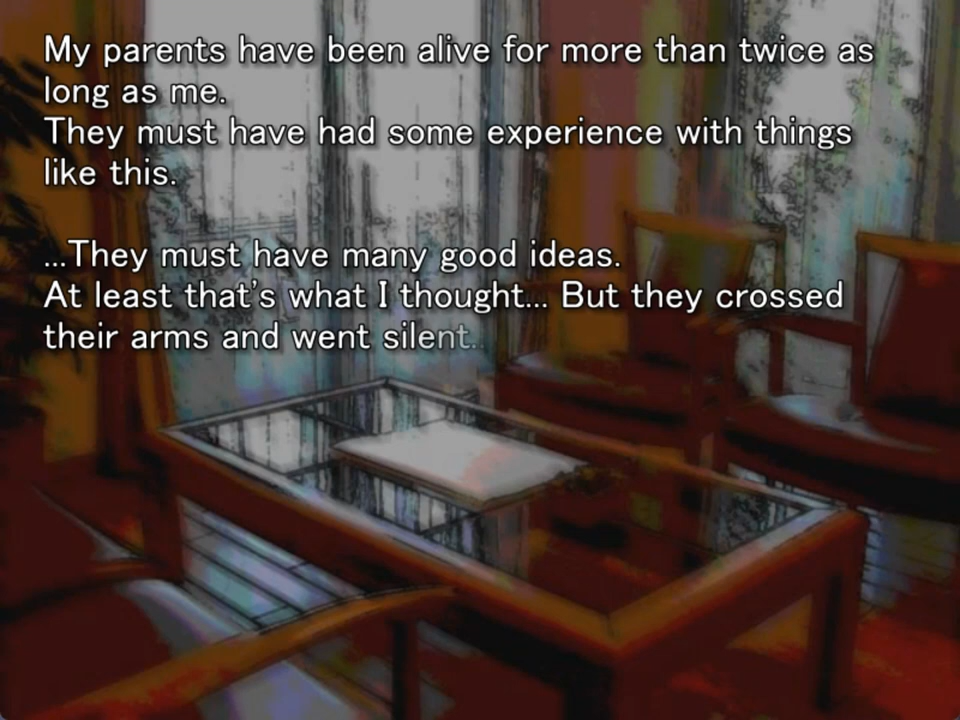 My parents have been alive for more than twice as
long as me.
They must have had some experience with things
like this.
...They must have many good ideas.
At least that's what I thought... But they crossed
their arms and went silent..